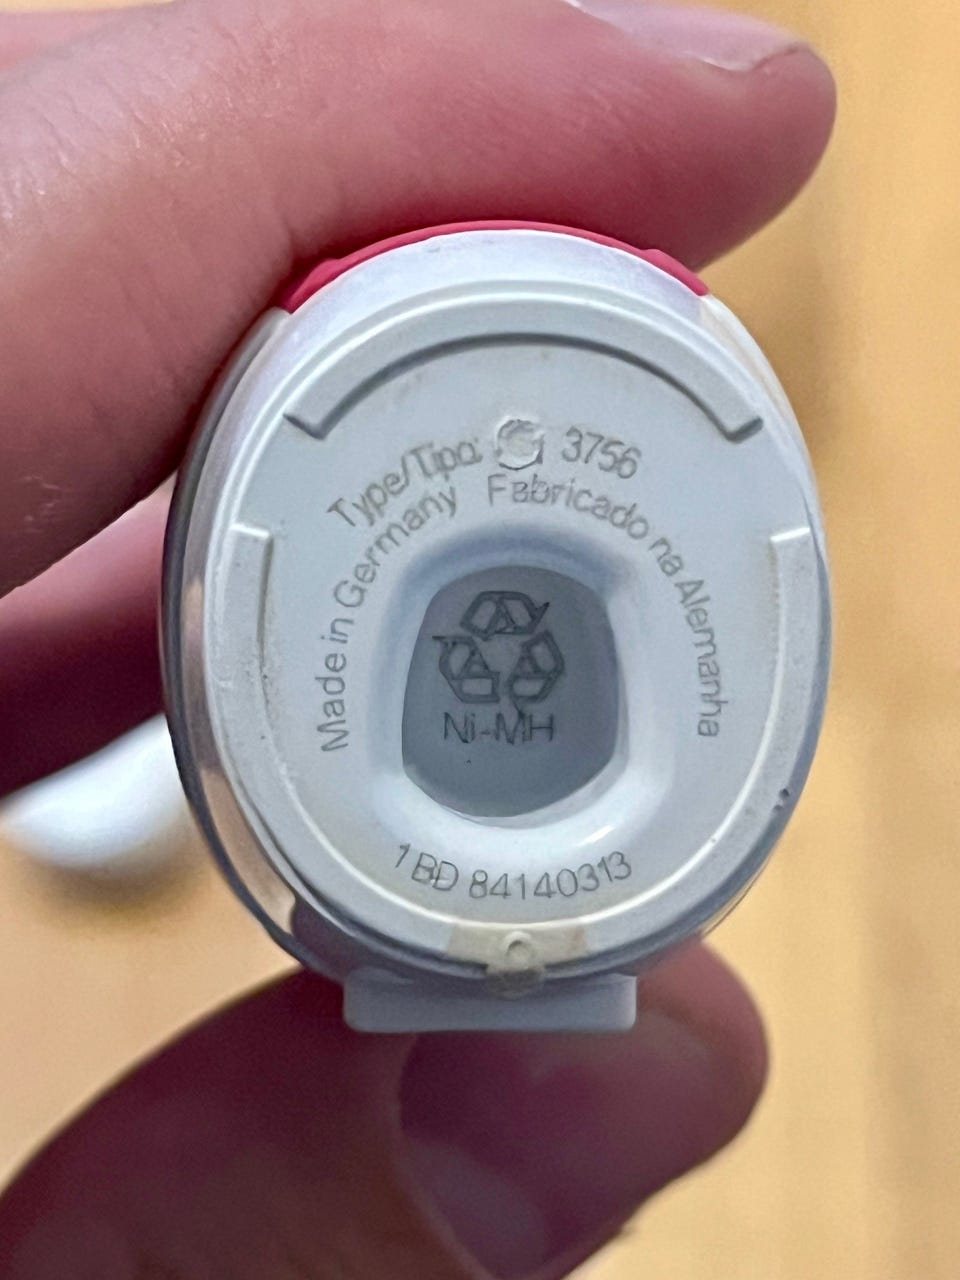 Type/Tipo: 3756
Made in Germany Fabricado na Alemanha
Ni-MH
1 BD 84140313